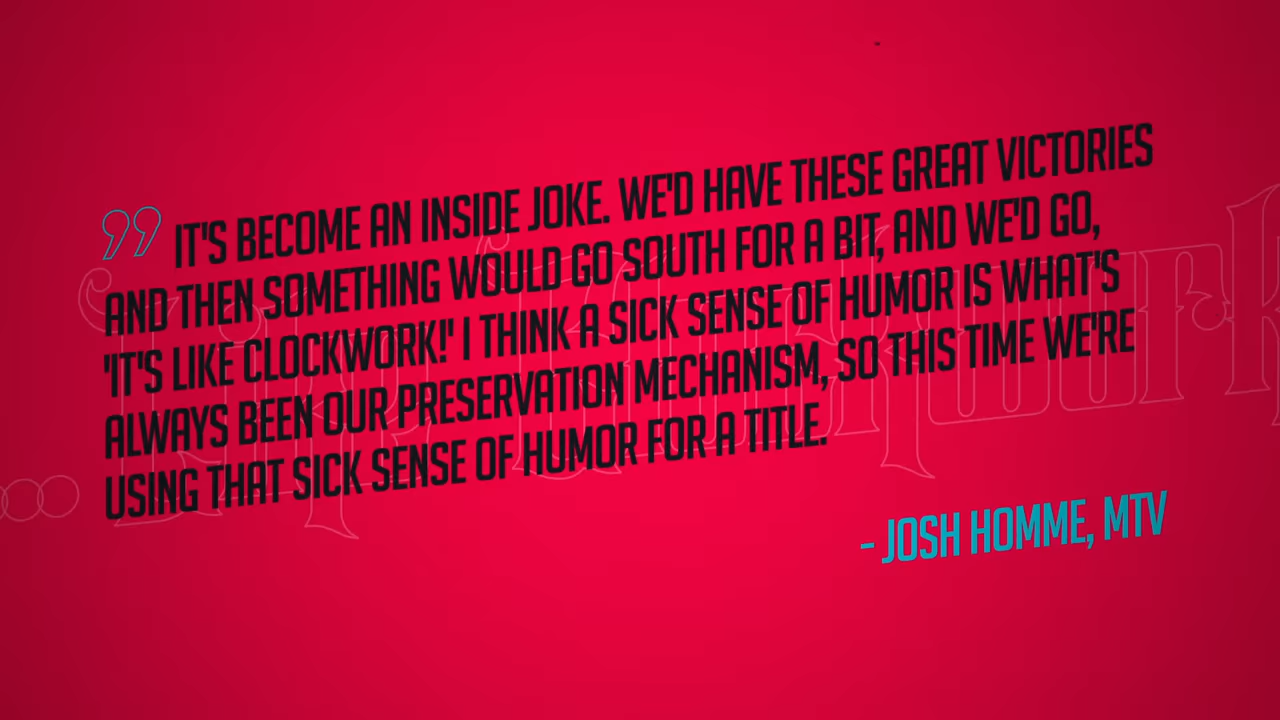 ” IT'S BECOME AN INSIDE JOKE. WE'D HAVE THESE GREAT VICTORIES
AND THEN SOMETHING WOULD GO SOUTH FOR A BIT, AND WE'D GO,
'IT'S LIKE CLOCKWORK!' I THINK A SICK SENSE OF HUMOR IS WHAT'S
ALWAYS BEEN OUR PRESERVATION MECHANISM, SO THIS TIME WE'RE
USING THAT SICK SENSE OF HUMOR FOR A TITLE.
- JOSH HOMME, MTV
...Like Clockwork